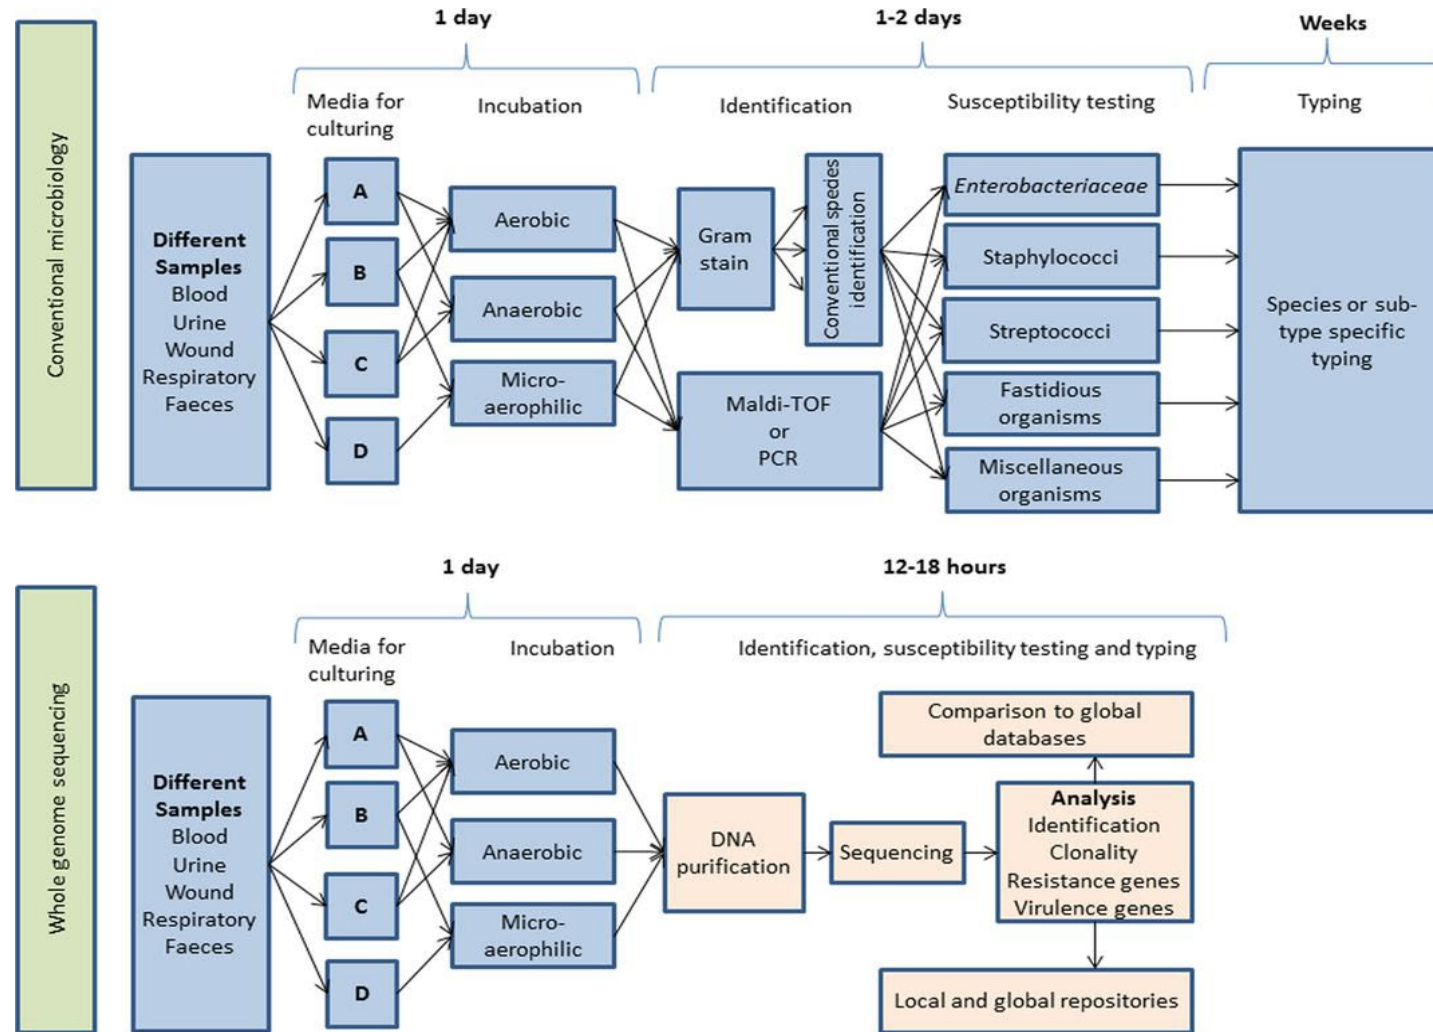 Conventional microbiology
1 day
1-2 days
Weeks
Media for
culturing
Incubation
Identification
Susceptibility testing
Typing
Different
Samples
Blood
Urine
Wound
Respiratory
Faeces
A
B
C
D
Aerobic
Anaerobic
Micro-
aerophilic
Gram
stain
Conventional spedes
identification
Maldi-TOF
or
PCR
Enterobacteriaceae
Staphylococci
Streptococci
Fastidious
organisms
Miscellaneous
organisms
Species or sub-
type specific
typing
Whole genome sequencing
1 day
12-18 hours
Media for
culturing
Incubation
Identification, susceptibility testing and typing
Different
Samples
Blood
Urine
Wound
Respiratory
Faeces
A
B
C
D
Aerobic
Anaerobic
Micro-
aerophilic
DNA
purification
Sequencing
Comparison to global
databases
Analysis
Identification
Clonality
Resistance genes
Virulence genes
Local and global repositories